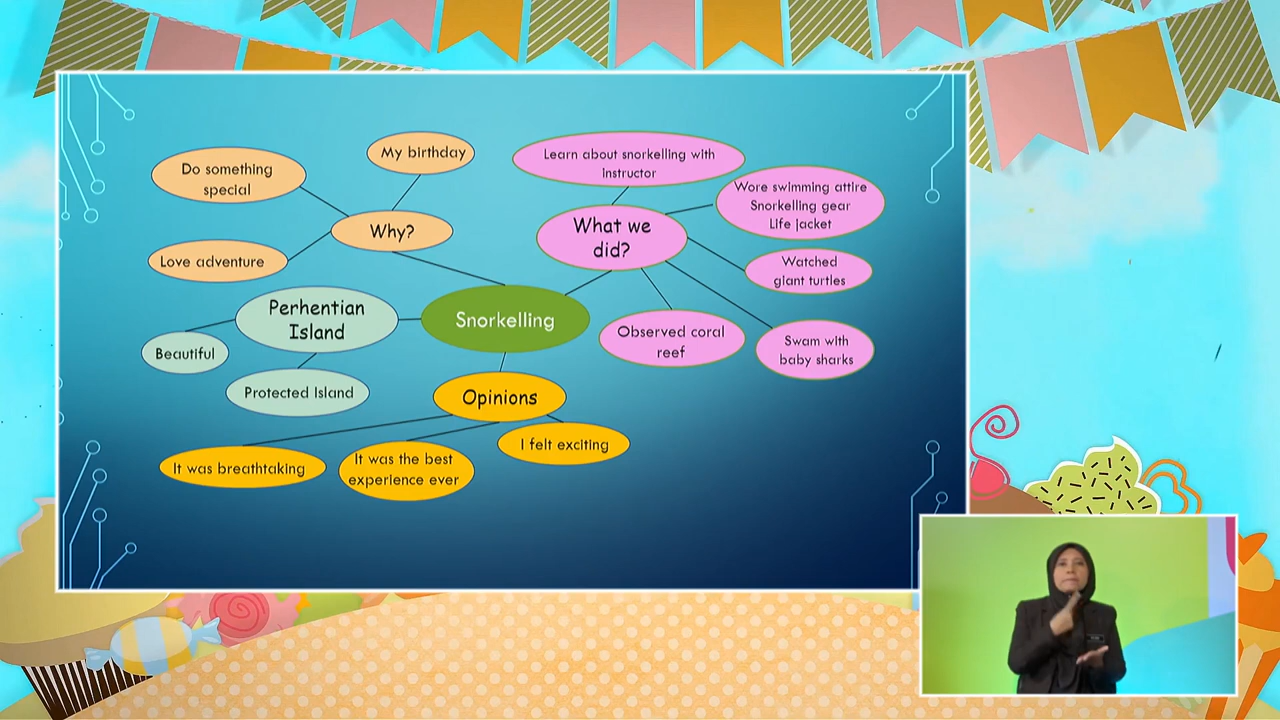 My birthday
Do something
special
Why?
Love adventure
Learn about snorkelling with
instructor
Wore swimming attire
Snorkelling gear
Life jacket
What we
did?
Watched
giant turtles
Perhentian
Island
Snorkelling
Observed coral
reef
Swam with
baby sharks
Beautiful
Protected Island
Opinions
I felt exciting
It was breathtaking
It was the best
experience ever